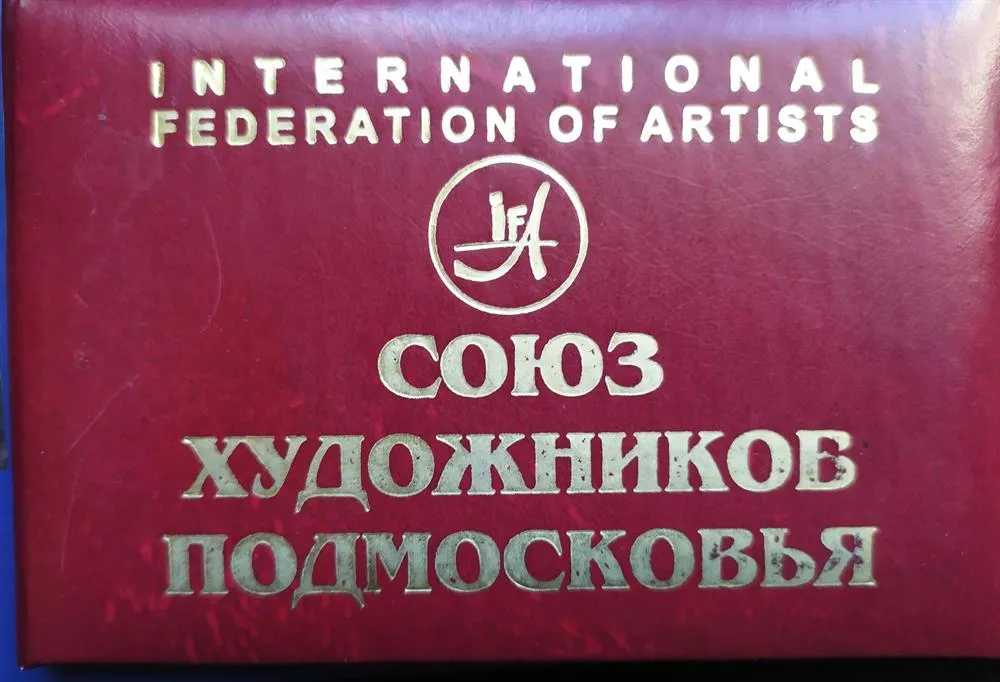 INTERNATIONAL
FEDERATION OF ARTISTS
IFA
СОЮЗ
ХУДОЖНИКОВ
ПОДМОСКОВЬЯ